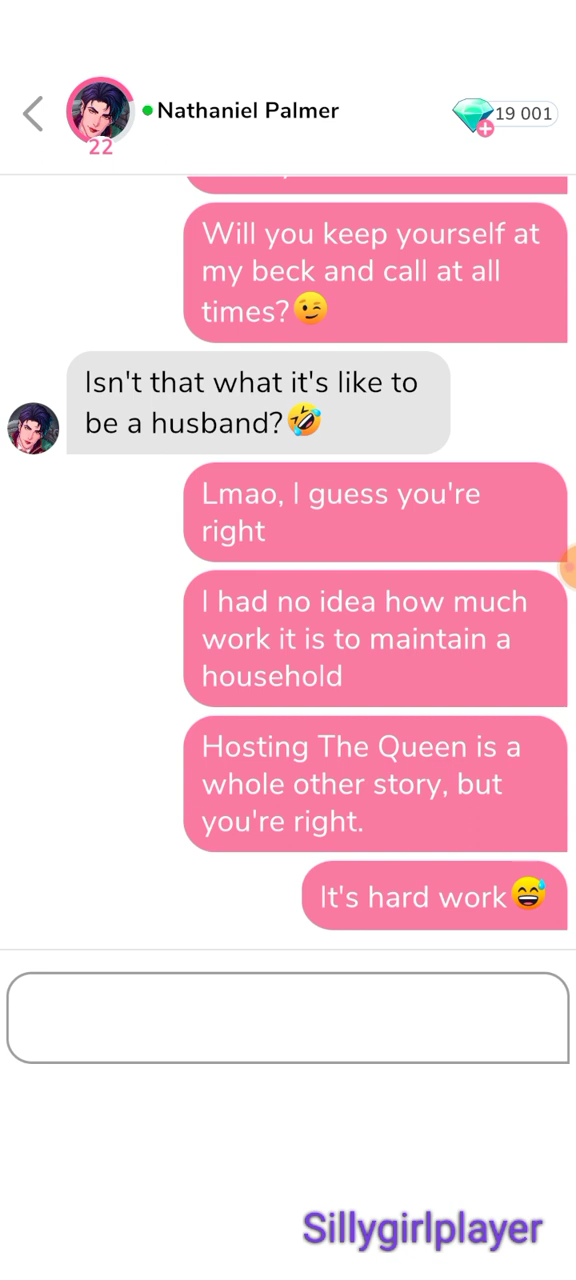 Nathaniel Palmer
19 001
22
Will you keep yourself at
my beck and call at all
times?😉
Isn't that what it's like to
be a husband?🤣
Lmao, I guess you're
right
I had no idea how much
work it is to maintain a
household
Hosting The Queen is a
whole other story, but
you're right.
It's hard work😅
Sillygirlplayer